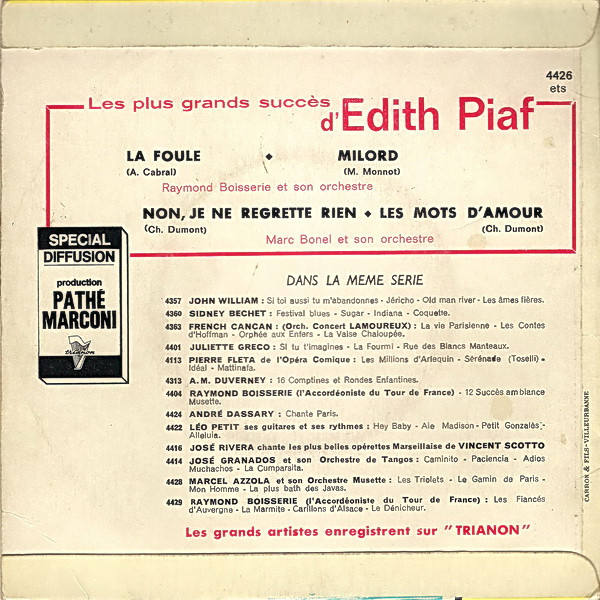 4426
ets
Les plus grands succès d'Edith Piaf
LA FOULE ◆ MILORD
(A. Cabral) (M. Monnot)
Raymond Boisserie et son orchestre
NON, JE NE REGRETTE RIEN ◆ LES MOTS D'AMOUR
(Ch. Dumont) (Ch. Dumont)
Marc Bonel et son orchestre
SPECIAL
DIFFUSION
production
PATHÉ
MARCONI
trianon
DANS LA MEME SERIE
4357 JOHN WILLIAM : Si toi aussi tu m'abandonnes - Jéricho - Old man river - Les âmes fières.
4360 SIDNEY BECHET : Festival blues - Sugar - Indiana - Coquette.
4363 FRENCH CANCAN : (Orch. Concert LAMOUREUX) : La vie Parisienne - Les Contes
d'Hoffman - Orphée aux Enfers - La Valse Chaloupée.
4401 JULIETTE GRECO : Si tu t'imagines - La Fourmi - Rue des Blancs Manteaux.
4113 PIERRE FLETA de l'Opéra Comique : Les Millions d'Arlequin - Sérénade (Toselli) -
Idéal - Mattinata.
4313 A.M. DUVERNEY : 16 Comptines et Rondes Enfantines.
4404 RAYMOND BOISSERIE (l'Accordéoniste du Tour de France) - 12 Succès ambiance
Musette.
4424 ANDRÉ DASSARY : Chante Paris.
4422 LÉO PETIT ses guitares et ses rythmes : Hey Baby - Aie Madison - Petit Gonzalès -
Alleluia.
4416 JOSÉ RIVERA chante les plus belles opérettes Marseillaise de VINCENT SCOTTO
4414 JOSÉ GRANADOS et son Orchestre de Tangos : Caminito - Paciencia - Adios
Muchachos - La Cumparsita.
4428 MARCEL AZZOLA et son Orchestre Musette : Les Triolets - Le Gamin de Paris -
Mon Homme - La plus bath des Javas.
4429 RAYMOND BOISSERIE (l'Accordéoniste du Tour de France) : Les Fiancés
d'Auvergne - La Marmite - Carillons d'Alsace - Le Dénicheur.
Les grands artistes enregistrent sur "TRIANON"
CARROR & FILS-VILLEURBANNE